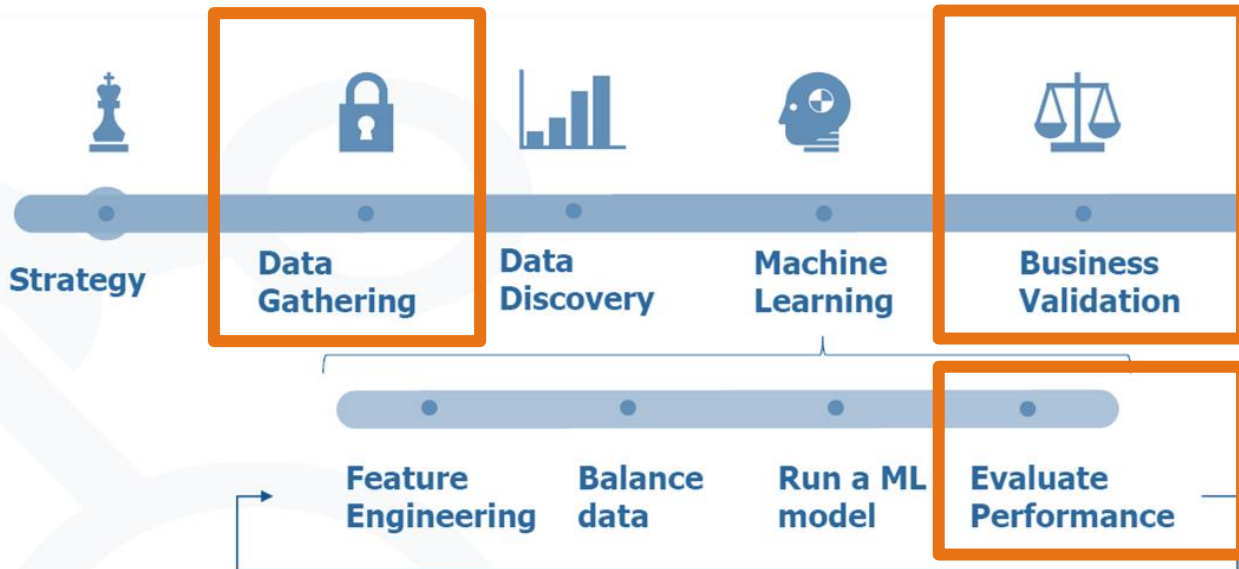 Strategy
Data
Gathering
Data
Discovery
Machine
Learning
Business
Validation
Feature
Engineering
Balance
data
Run a ML
model
Evaluate
Performance